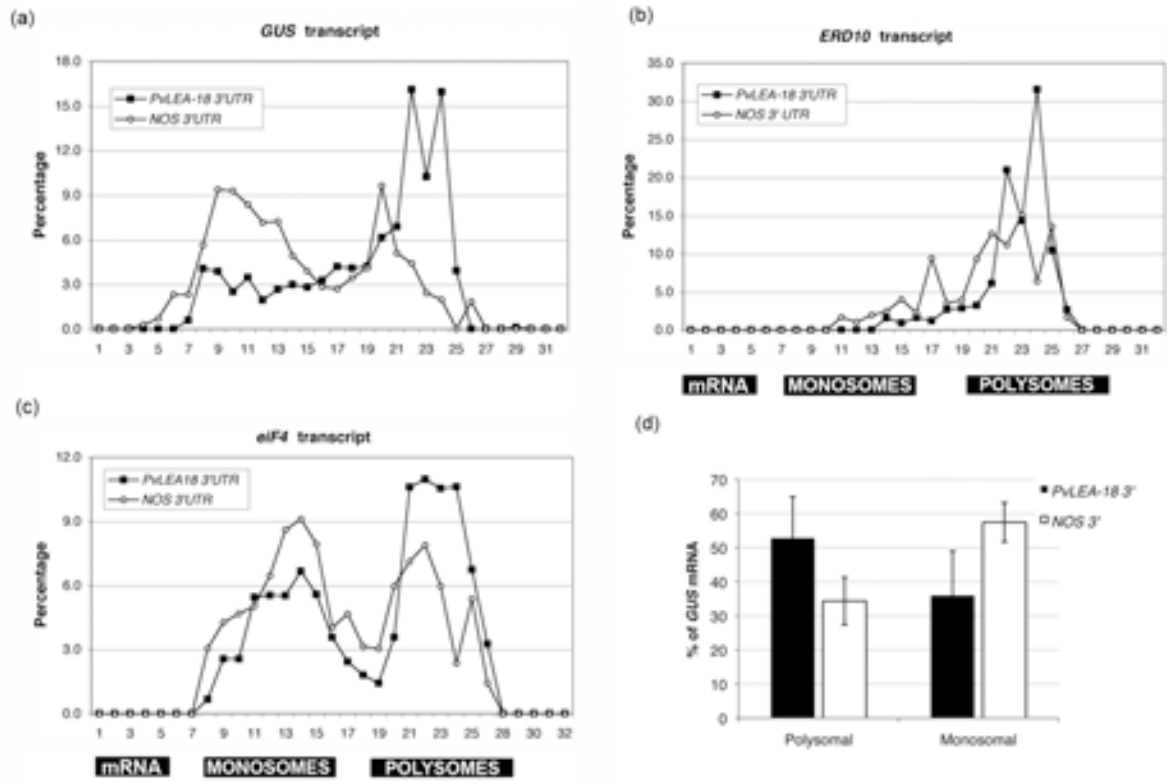 (a)
GUS transcript
18.0
15.0
12.0
9.0
6.0
3.0
0.0
Percentage
PvLEA-18 3'UTR
NOS 3'UTR
1 3 5 7 9 11 13 15 17 19 21 23 25 27 29 31
(b)
ERD10 transcript
35.0
30.0
25.0
20.0
15.0
10.0
5.0
0.0
Percentage
PvLEA-18 3'UTR
NOS 3' UTR
1 3 5 7 9 11 13 15 17 19 21 23 25 27 29 31
mRNA MONOSOMES POLYSOMES
(c)
eiF4 transcript
12.0
9.0
6.0
3.0
0.0
Percentage
PvLEA18 3'UTR
NOS 3'UTR
1 3 5 7 9 11 13 15 17 19 21 23 25 27 28 30 32
mRNA MONOSOMES POLYSOMES
(d)
70
60
50
40
30
20
10
0
% of GUS mRNA
PvLEA-18 3'
NOS 3'
Polysomal Monosomal